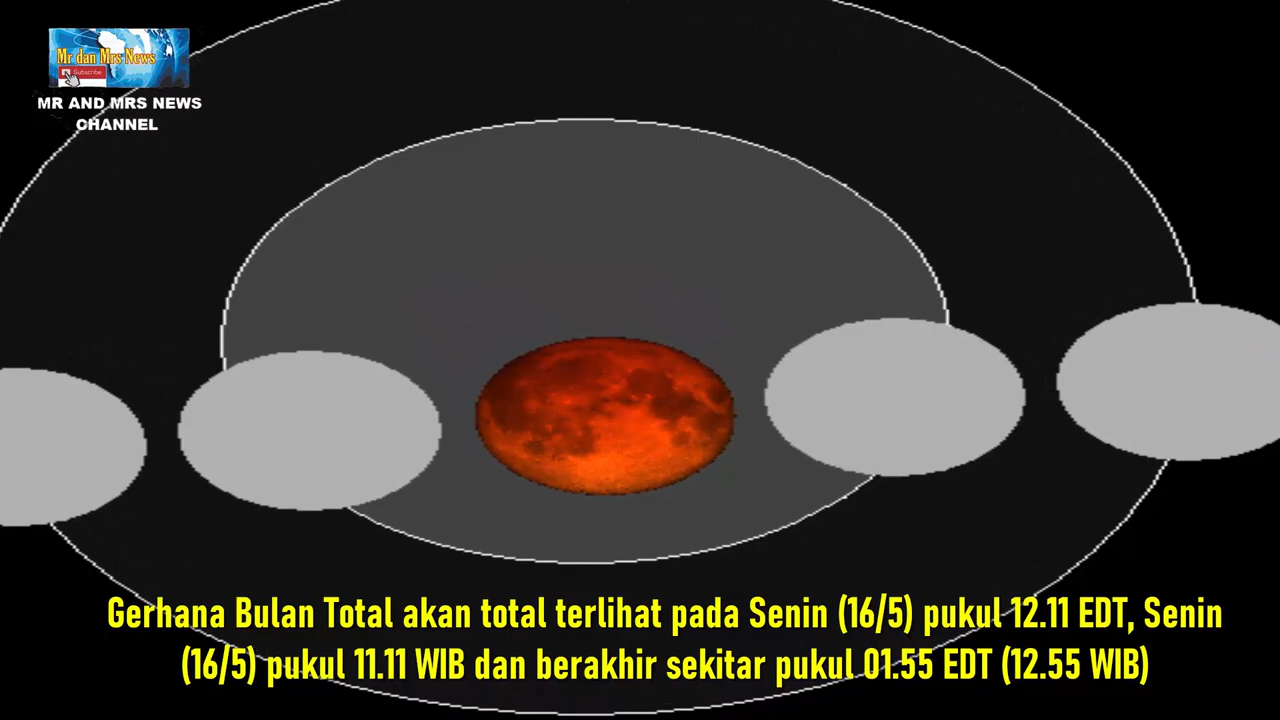 Mr dan Mrs News
Subscribe
MR AND MRS NEWS
CHANNEL
Gerhana Bulan Total akan total terlihat pada Senin (16/5) pukul 12.11 EDT, Senin
(16/5) pukul 11.11 WIB dan berakhir sekitar pukul 01.55 EDT (12.55 WIB)